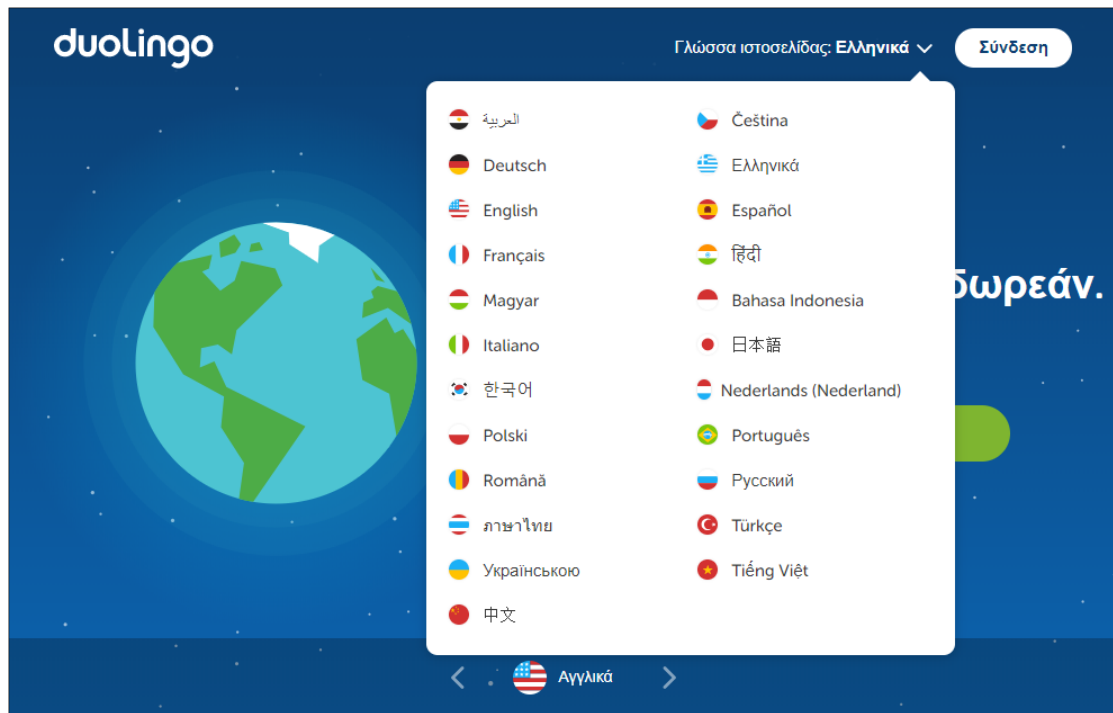 duolingo
Γλώσσα ιστοσελίδας: Ελληνικά
Σύνδεση
العربية
Čeština
Deutsch
Ελληνικά
English
Español
Français
हिंदी
Magyar
Bahasa Indonesia
Italiano
日本語
한국어
Nederlands (Nederland)
Polski
Português
Română
Русский
ภาษาไทย
Türkçe
Українською
Tiếng Việt
中文
δωρεάν.
Αγγλικά